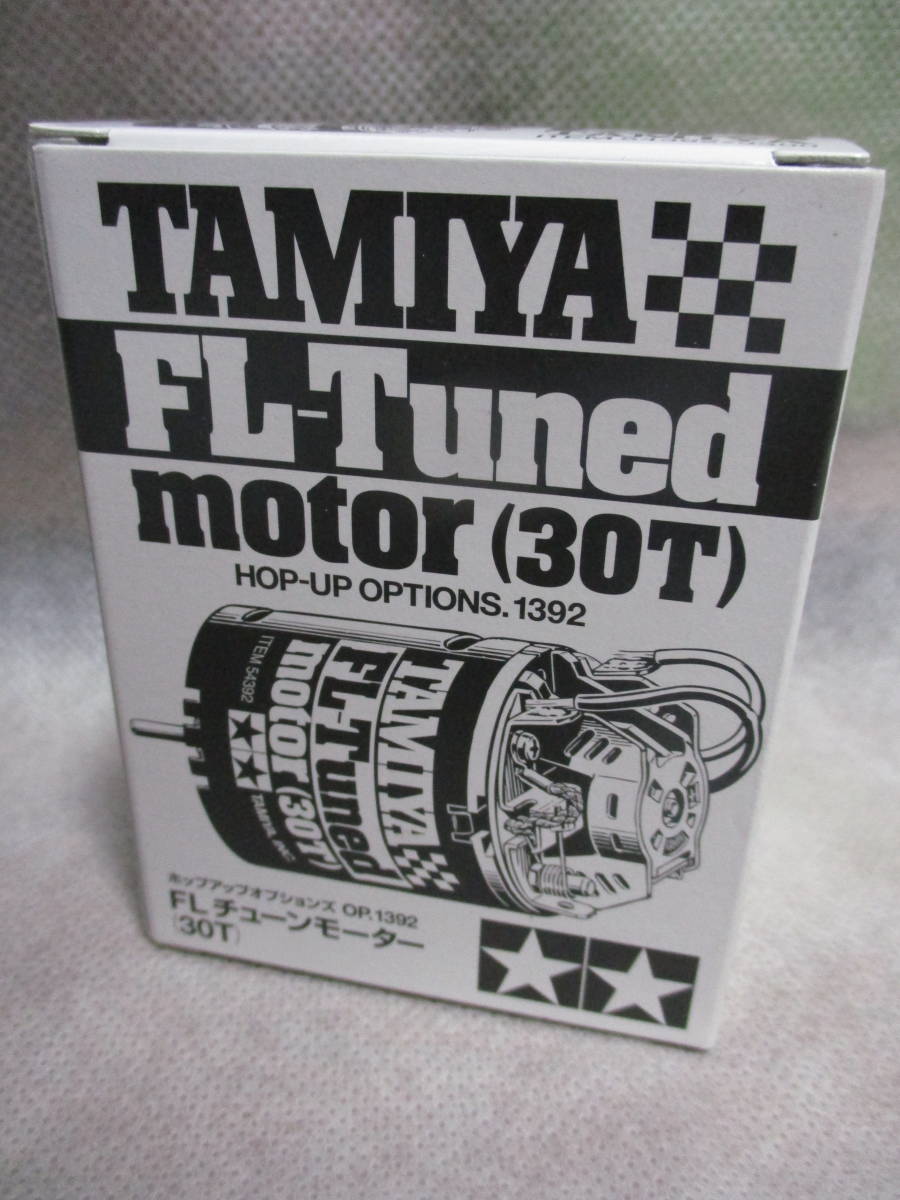 TAMIYA
FL-Tuned
motor (30T)
HOP-UP OPTIONS. 1392
ITEM 54392
TAMIYA
FL-Tuned
motor (30T)
ホップアップオプションズ OP.1392
FLチューンモーター
(30T)